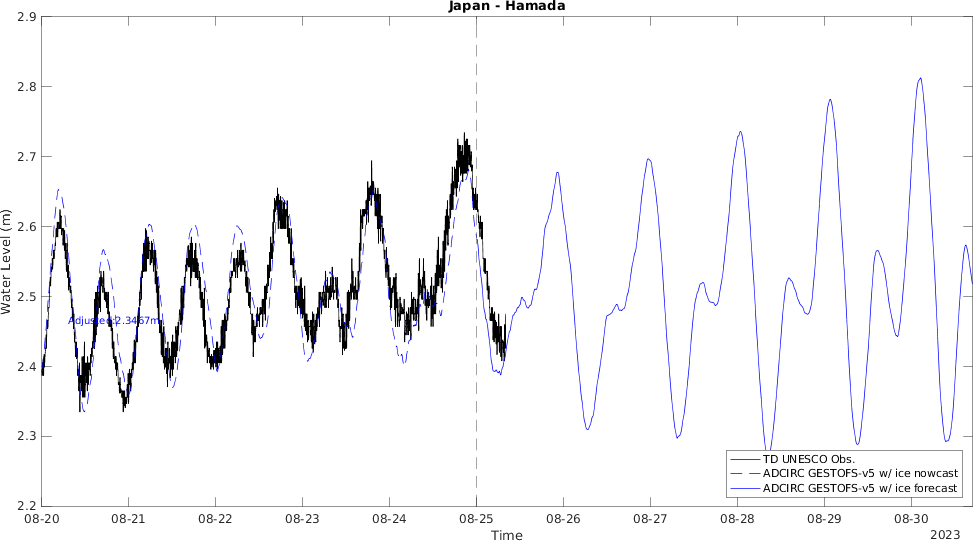 Japan - Hamada
2.9
2.8
2.7
2.6
2.5
2.4
2.3
2.2
Water Level (m)
Adjusted:2.3467m
TD UNESCO Obs.
ADCIRC GESTOFS-v5 w/ ice nowcast
ADCIRC GESTOFS-v5 w/ ice forecast
08-20 08-21 08-22 08-23 08-24 08-25 08-26 08-27 08-28 08-29 08-30
Time
2023